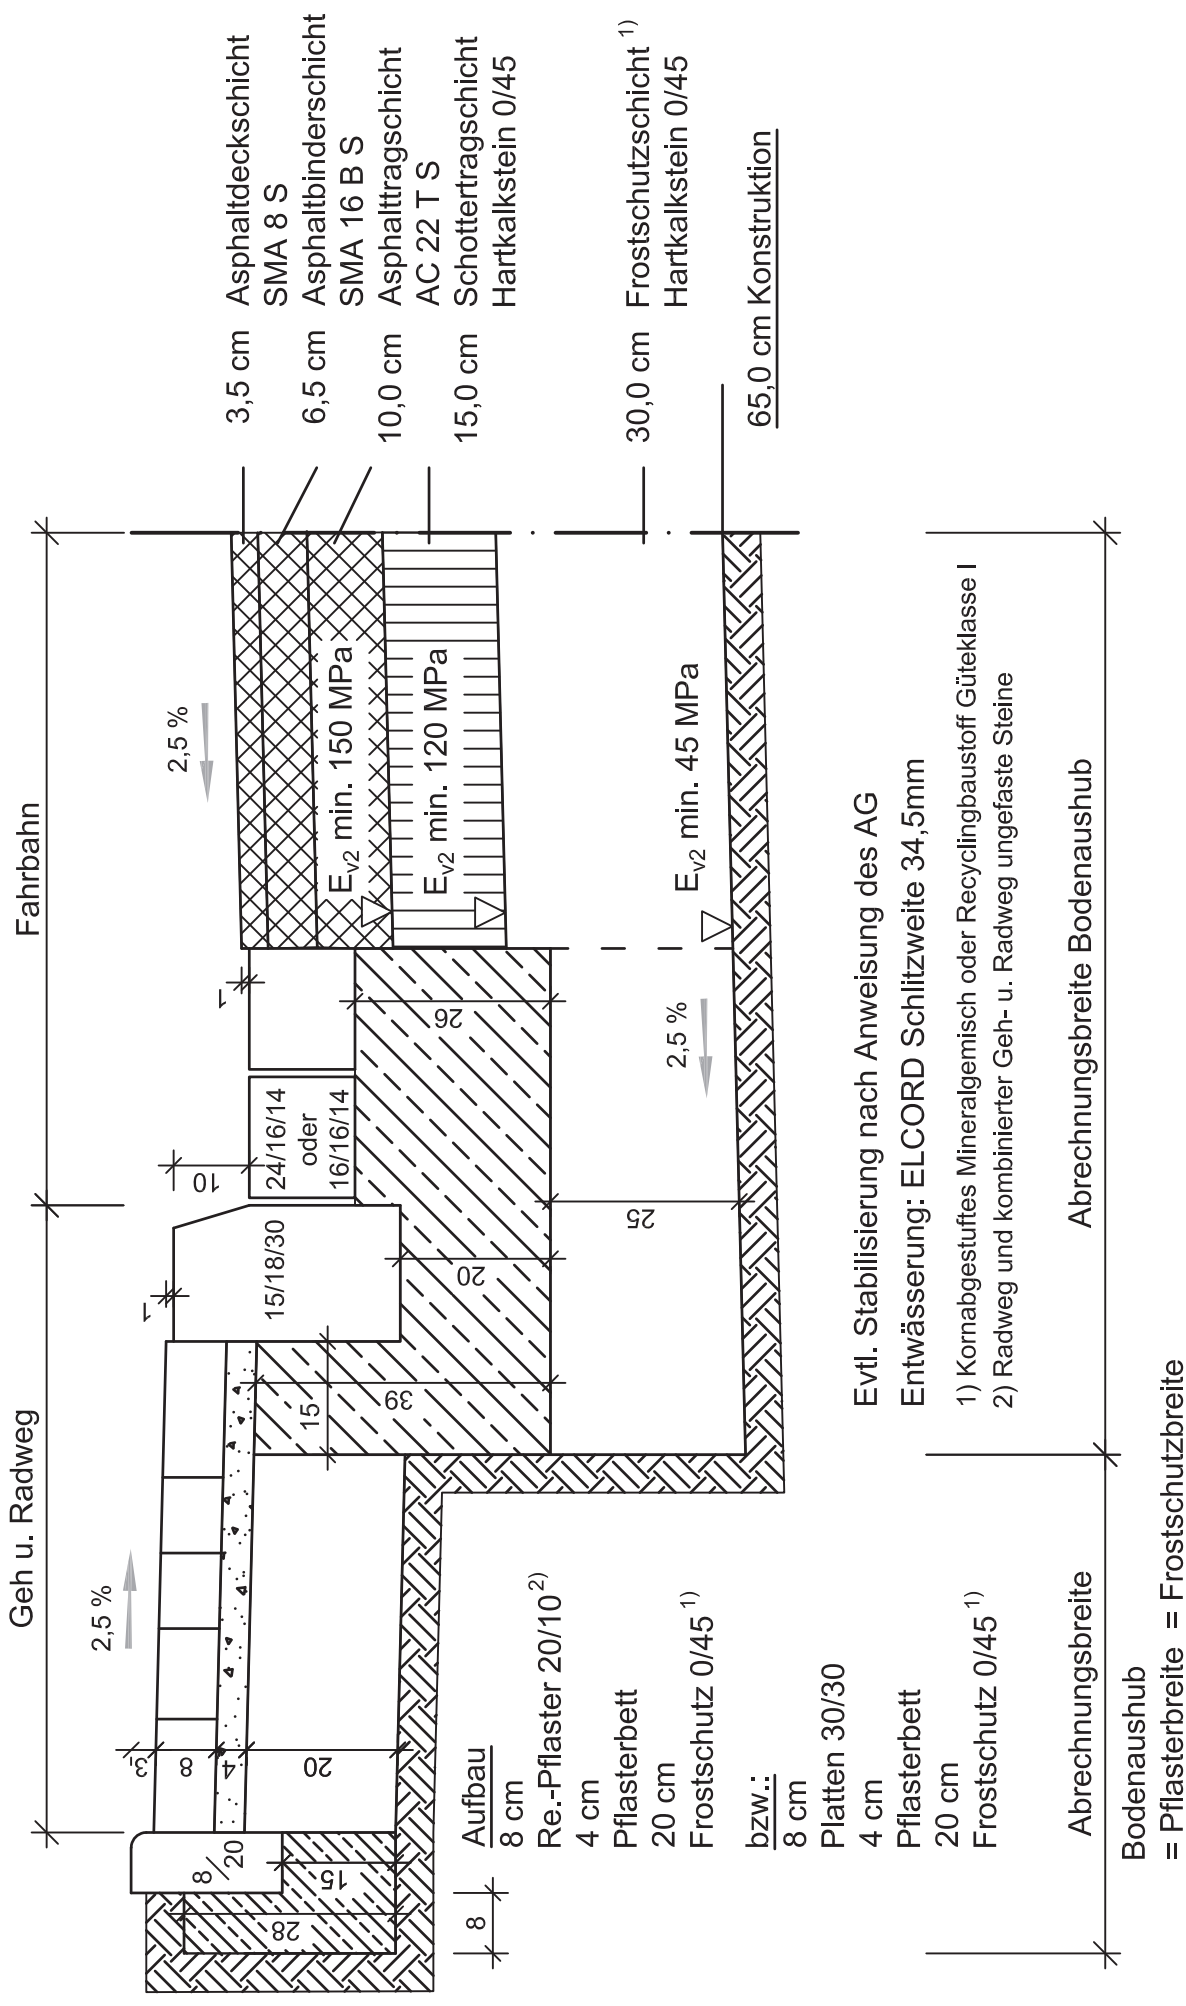 Geh u. Radweg
Fahrbahn
2,5 %
2,5 %
3,5 cm Asphaltdeckschicht
SMA 8 S
6,5 cm Asphaltbinderschicht
SMA 16 B S
10,0 cm Asphalttragschicht
AC 22 T S
15,0 cm Schottertragschicht
Hartkalkstein 0/45
30,0 cm Frostschutzschicht 1)
Hartkalkstein 0/45
65,0 cm Konstruktion
3
8
4
20
8/20
15
28
8
1
15/18/30
10
24/16/14
oder
16/16/14
1
15
39
20
26
25
Ev2 min. 150 MPa
Ev2 min. 120 MPa
Ev2 min. 45 MPa
2,5 %
Aufbau
8 cm
Re.-Pflaster 20/10 2)
4 cm
Pflasterbett
20 cm
Frostschutz 0/45 1)
bzw.:
8 cm
Platten 30/30
4 cm
Pflasterbett
20 cm
Frostschutz 0/45 1)
Evtl. Stabilisierung nach Anweisung des AG
Entwässerung: ELCORD Schlitzweite 34,5mm
1) Kornabgestuftes Mineralgemisch oder Recyclingbaustoff Güteklasse I
2) Radweg und kombinierter Geh- u. Radweg ungefaste Steine
Abrechnungsbreite
Abrechnungsbreite Bodenaushub
Bodenaushub
= Pflasterbreite = Frostschutzbreite